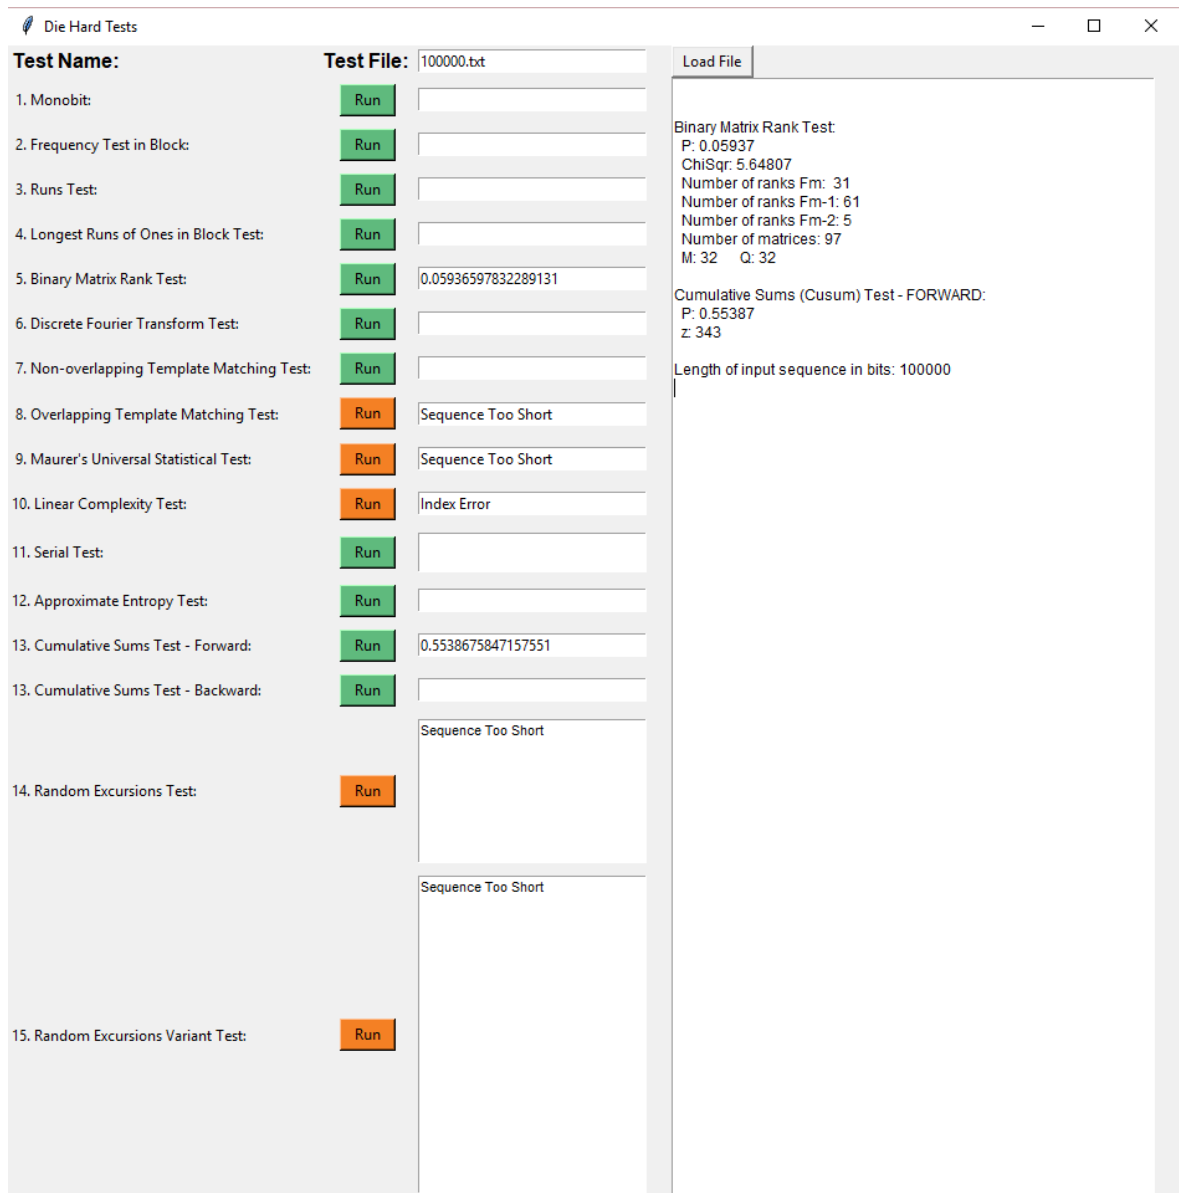 Die Hard Tests
Test Name: Test File: 100000.txt Load File
1. Monobit: Run
2. Frequency Test in Block: Run
3. Runs Test: Run
4. Longest Runs of Ones in Block Test: Run
5. Binary Matrix Rank Test: Run 0.05936597832289131
6. Discrete Fourier Transform Test: Run
7. Non-overlapping Template Matching Test: Run
8. Overlapping Template Matching Test: Run Sequence Too Short
9. Maurer's Universal Statistical Test: Run Sequence Too Short
10. Linear Complexity Test: Run Index Error
11. Serial Test: Run
12. Approximate Entropy Test: Run
13. Cumulative Sums Test - Forward: Run 0.5538675847157551
13. Cumulative Sums Test - Backward: Run
14. Random Excursions Test: Run Sequence Too Short
15. Random Excursions Variant Test: Run Sequence Too Short
Binary Matrix Rank Test:
P: 0.05937
ChiSqr: 5.64807
Number of ranks Fm: 31
Number of ranks Fm-1: 61
Number of ranks Fm-2: 5
Number of matrices: 97
M: 32 Q: 32
Cumulative Sums (Cusum) Test - FORWARD:
P: 0.55387
z: 343
Length of input sequence in bits: 100000